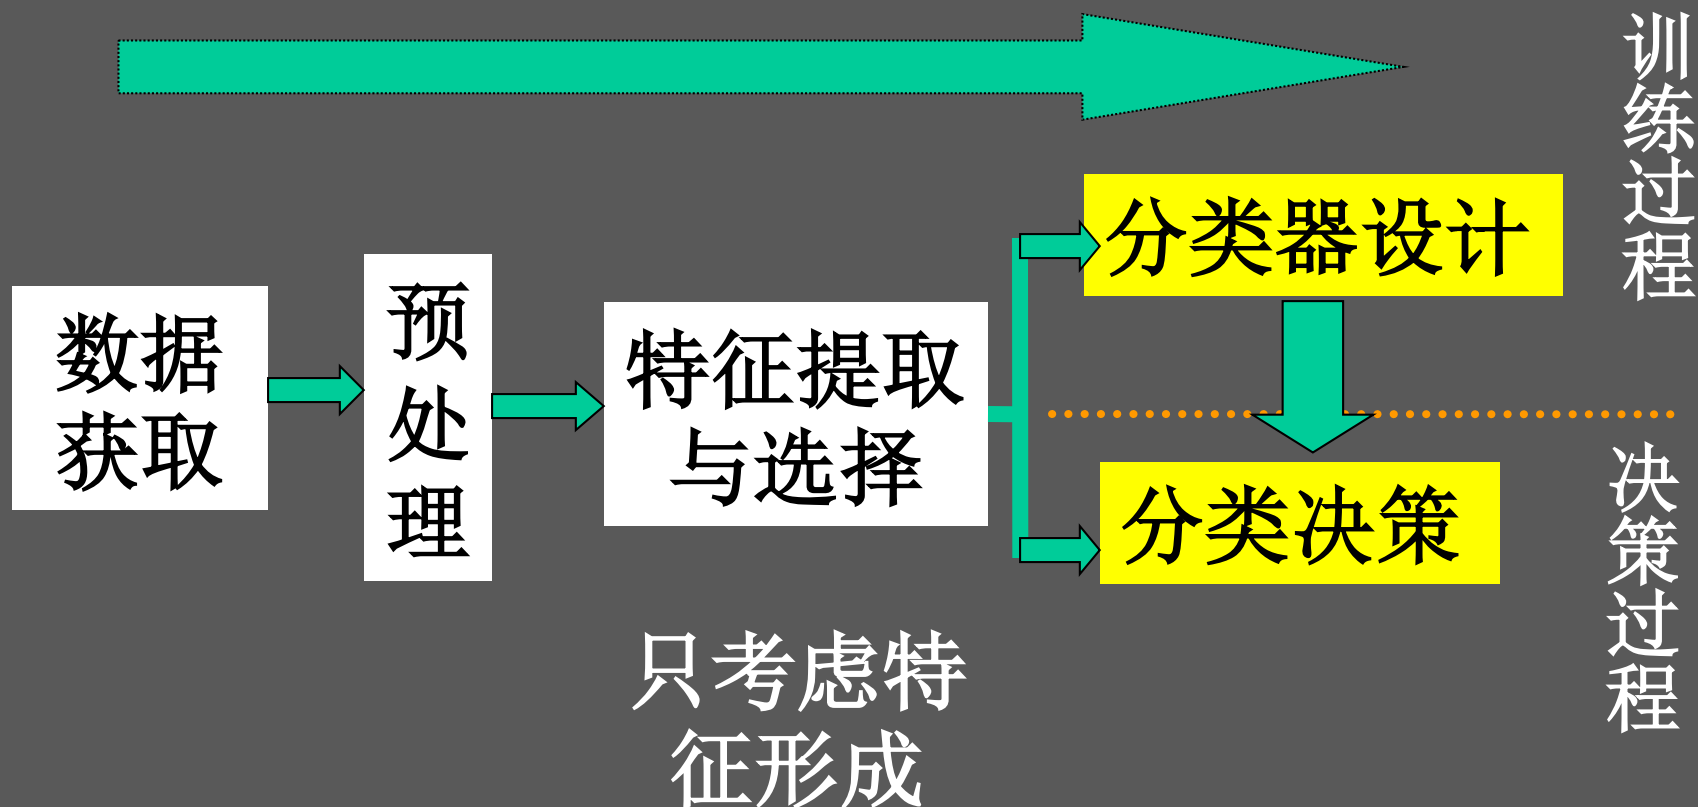 训练过程
分类器设计
数据
获取
预
处
理
特征提取
与选择
分类决策
决策过程
只考虑特
征形成